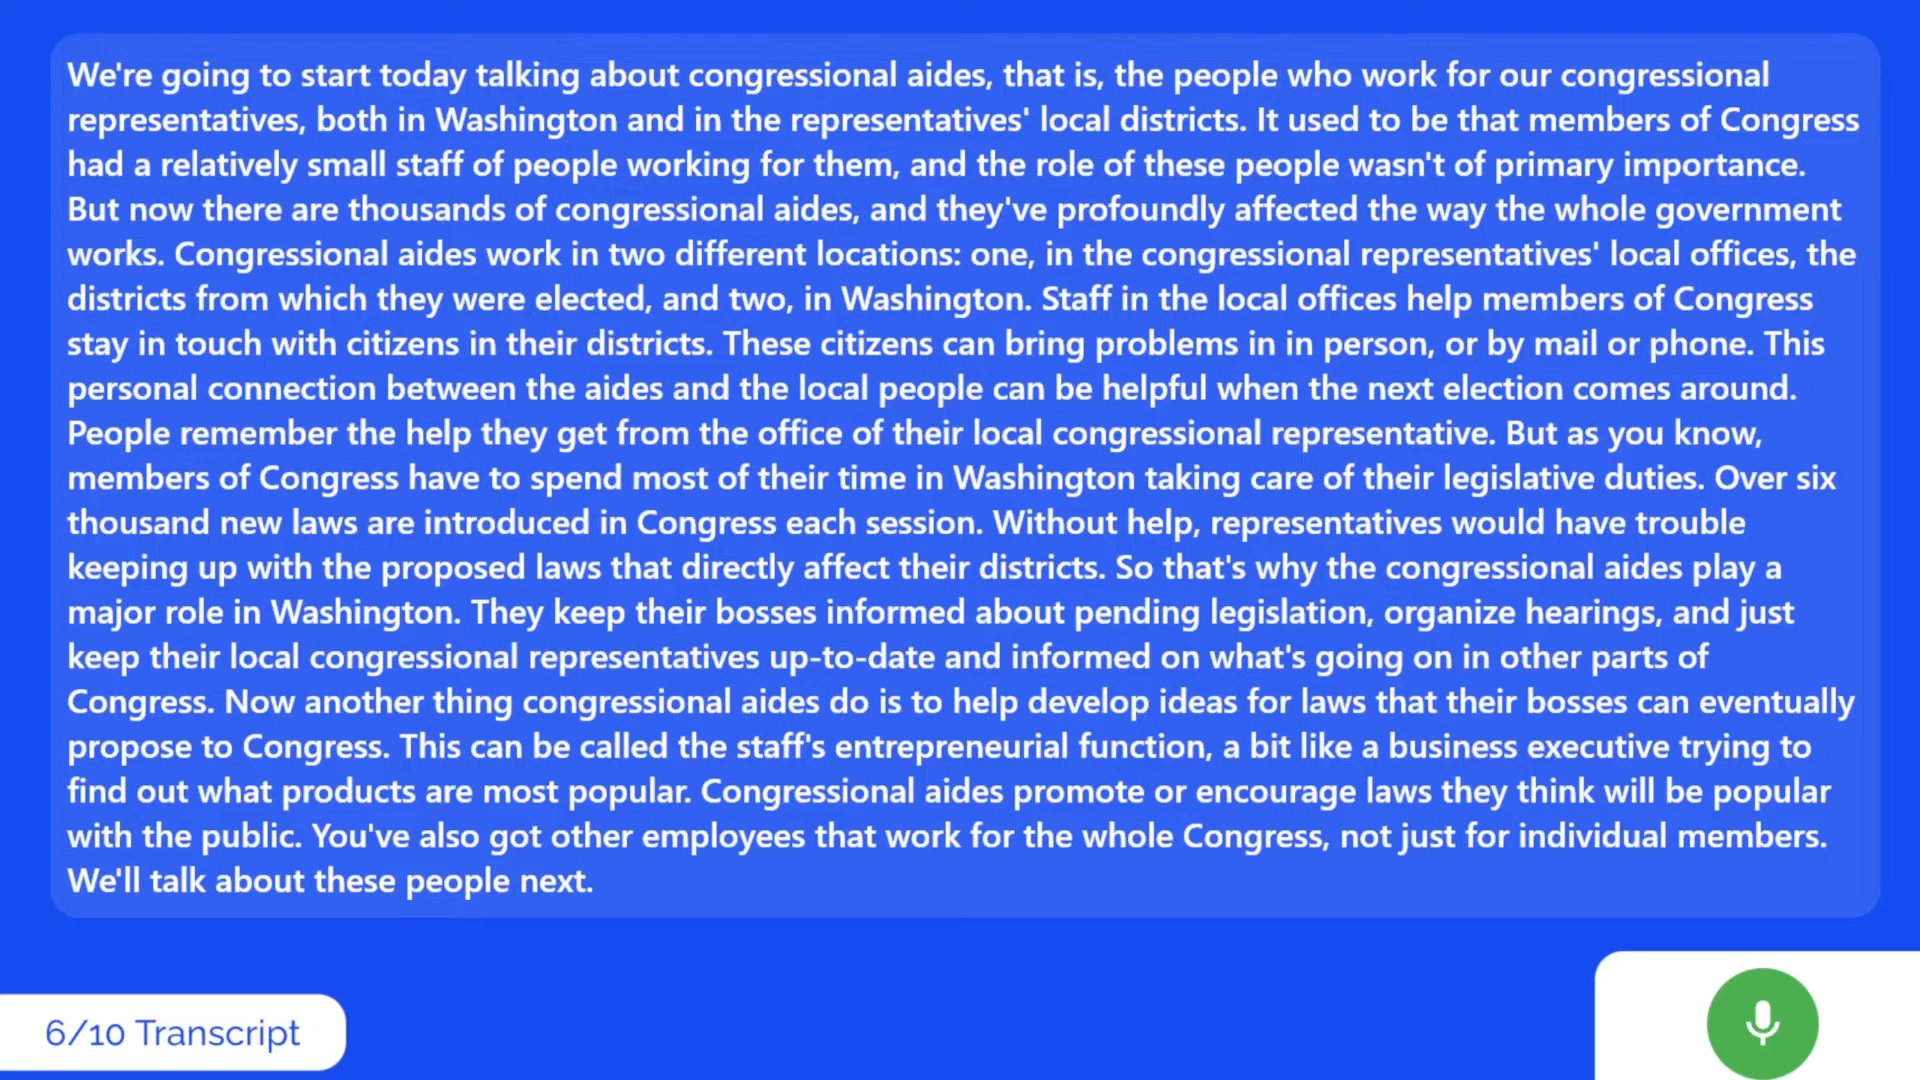 We're going to start today talking about congressional aides, that is, the people who work for our congressional
representatives, both in Washington and in the representatives' local districts. It used to be that members of Congress
had a relatively small staff of people working for them, and the role of these people wasn't of primary importance.
But now there are thousands of congressional aides, and they've profoundly affected the way the whole government
works. Congressional aides work in two different locations: one, in the congressional representatives' local offices, the
districts from which they were elected, and two, in Washington. Staff in the local offices help members of Congress
stay in touch with citizens in their districts. These citizens can bring problems in in person, or by mail or phone. This
personal connection between the aides and the local people can be helpful when the next election comes around.
People remember the help they get from the office of their local congressional representative. But as you know,
members of Congress have to spend most of their time in Washington taking care of their legislative duties. Over six
thousand new laws are introduced in Congress each session. Without help, representatives would have trouble
keeping up with the proposed laws that directly affect their districts. So that's why the congressional aides play a
major role in Washington. They keep their bosses informed about pending legislation, organize hearings, and just
keep their local congressional representatives up-to-date and informed on what's going on in other parts of
Congress. Now another thing congressional aides do is to help develop ideas for laws that their bosses can eventually
propose to Congress. This can be called the staff's entrepreneurial function, a bit like a business executive trying to
find out what products are most popular. Congressional aides promote or encourage laws they think will be popular
with the public. You've also got other employees that work for the whole Congress, not just for individual members.
We'll talk about these people next.
6/10 Transcript